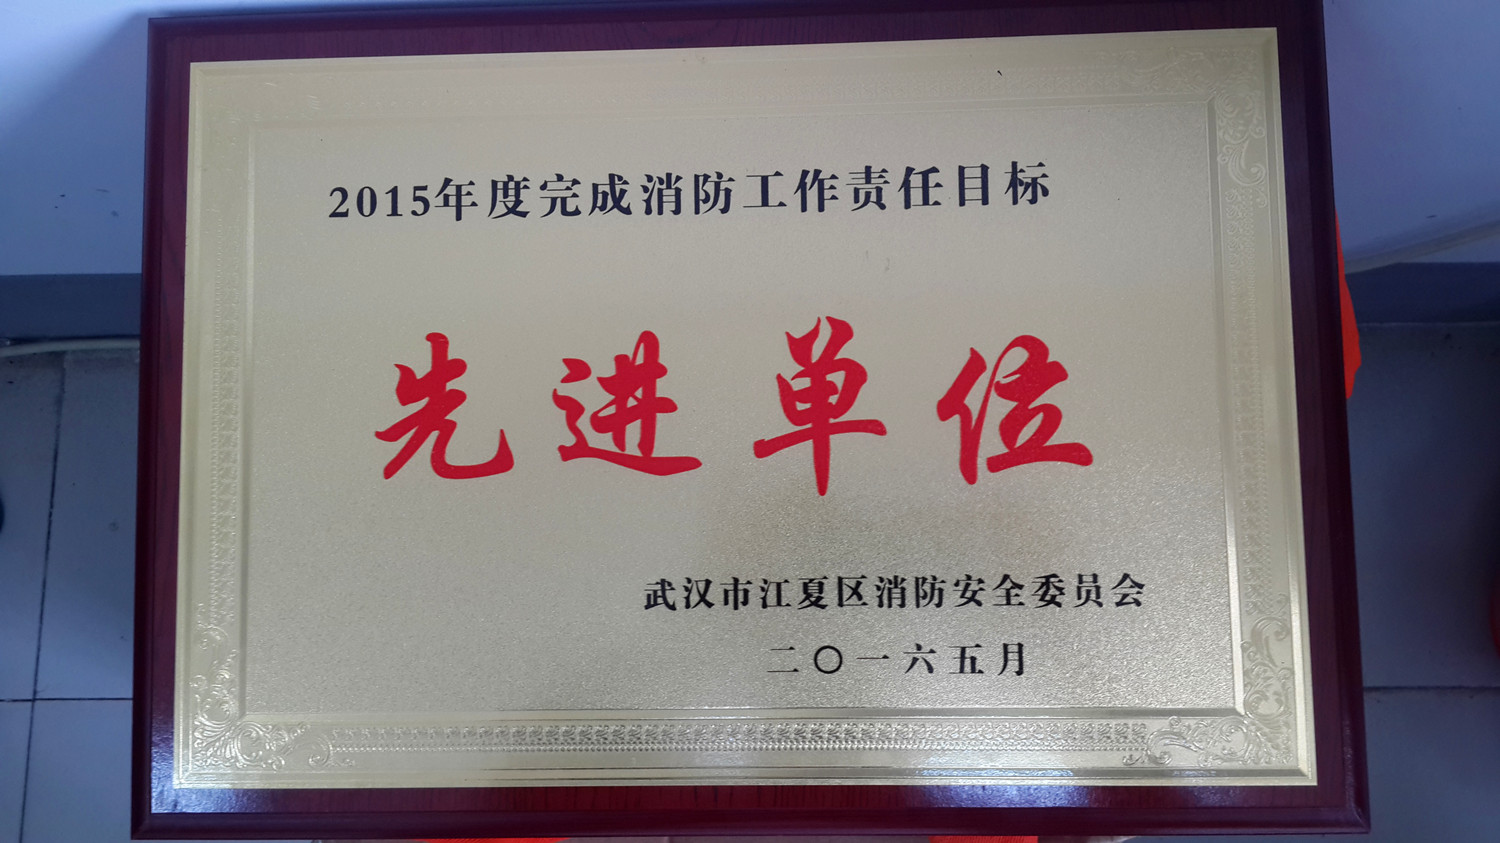 2015年度完成消防工作责任目标
先进单位
武汉市江夏区消防安全委员会
二〇一六五月